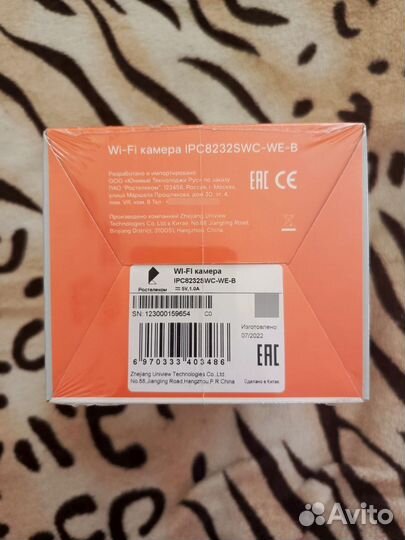 Wi-Fi камера IPC8232SWC-WE-B
Разработано и импортировано
ООО «Юнивью Текнолоджи Рус» по заказу
ПАО "Ростелеком", 123456, Россия, г. Москва,
улица Маршала Прошлякова, дом 30, эт. 4,
пом. VII, ком. 8 Тел
EAC CE
Произведено компанией Zhejiang Uniview
Technologies Co., Ltd в Китае: No.88, Jiangling Road,
Binjiang District, 310051, Hangzhou, China
Ростелеком
WI-FI камера
IPC8232SWC-WE-B
5V,1.0A
SN: 123000159654 C0
Изготовлено
07/2022
6 970333 403486
EAC
Zhejiang Uniview Technologies Co.,Ltd.
No.88,Jiangling Road,Hangzhou,P.R.China
Сделано в Китае
Avito